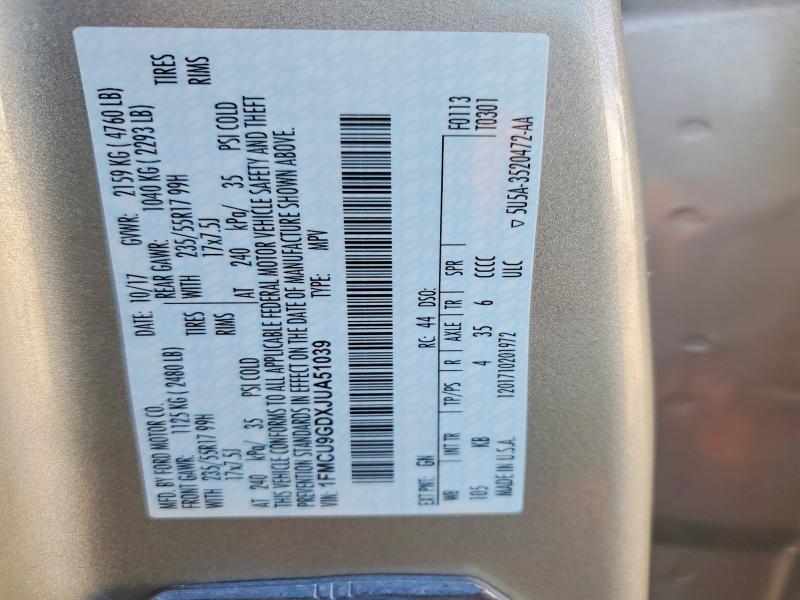 MFD. BY FORD MOTOR CO. DATE: 10/17 GVWR: 2159 KG ( 4760 LB)
FRONT GAWR: 1125 KG ( 2480 LB) REAR GAWR: 1040 KG ( 2293 LB)
WITH 235/55R17 99H TIRES WITH 235/55R17 99H TIRES
17x7.5J RIMS 17x7.5J RIMS
AT 240 kPa/ 35 PSI COLD AT 240 kPa/ 35 PSI COLD
THIS VEHICLE CONFORMS TO ALL APPLICABLE FEDERAL MOTOR VEHICLE SAFETY AND THEFT
PREVENTION STANDARDS IN EFFECT ON THE DATE OF MANUFACTURE SHOWN ABOVE.
VIN: 1FMCU9GDXJUA51039 TYPE: MPV
EXT PNT: GN RC: 44 DSO: F0113
WB INT TR TP/PS R AXLE TR SPR T0301
105 KB 4 35 6 CCCC
MADE IN U.S.A. 1201710201972 ULC ▽ 5U5A-3520472-AA